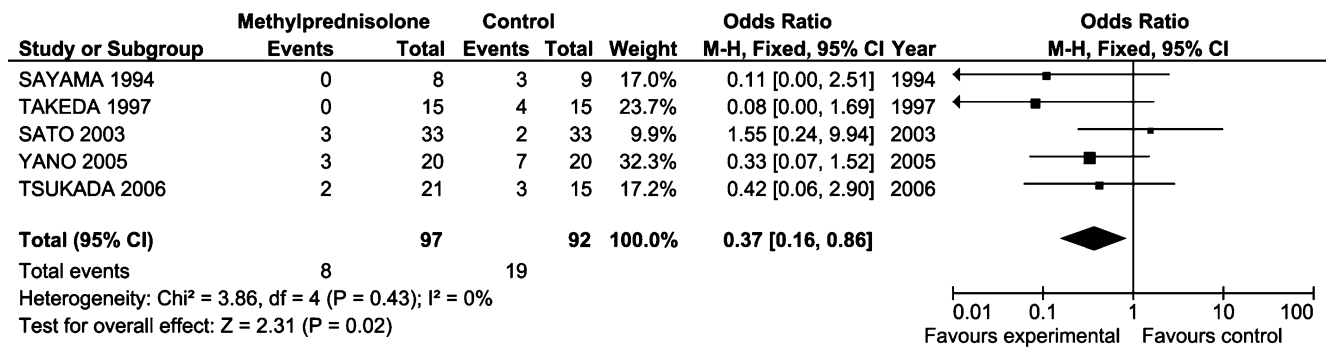 Methylprednisolone Control Odds Ratio Odds Ratio
Study or Subgroup Events Total Events Total Weight M-H, Fixed, 95% CI Year M-H, Fixed, 95% CI
SAYAMA 1994 0 8 3 9 17.0% 0.11 [0.00, 2.51] 1994
TAKEDA 1997 0 15 4 15 23.7% 0.08 [0.00, 1.69] 1997
SATO 2003 3 33 2 33 9.9% 1.55 [0.24, 9.94] 2003
YANO 2005 3 20 7 20 32.3% 0.33 [0.07, 1.52] 2005
TSUKADA 2006 2 21 3 15 17.2% 0.42 [0.06, 2.90] 2006
Total (95% CI) 97 92 100.0% 0.37 [0.16, 0.86]
Total events 8 19
Heterogeneity: Chi² = 3.86, df = 4 (P = 0.43); I² = 0%
Test for overall effect: Z = 2.31 (P = 0.02)
0.01 0.1 1 10 100
Favours experimental Favours control